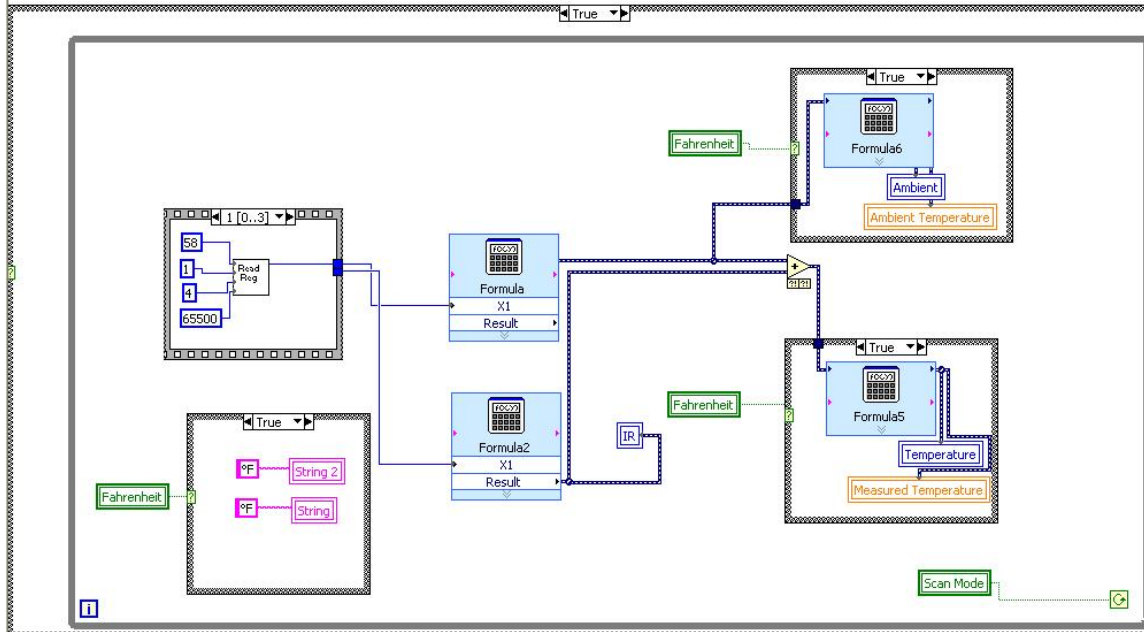 True
True
Formula6
Fahrenheit
Ambient
Ambient Temperature
1 [0..3]
58
1
4
65500
Read
Reg
Formula
X1
Result
True
Formula5
Fahrenheit
Temperature
Measured Temperature
True
°F
String 2
°F
String
Fahrenheit
Formula2
X1
Result
IR
Scan Mode
i